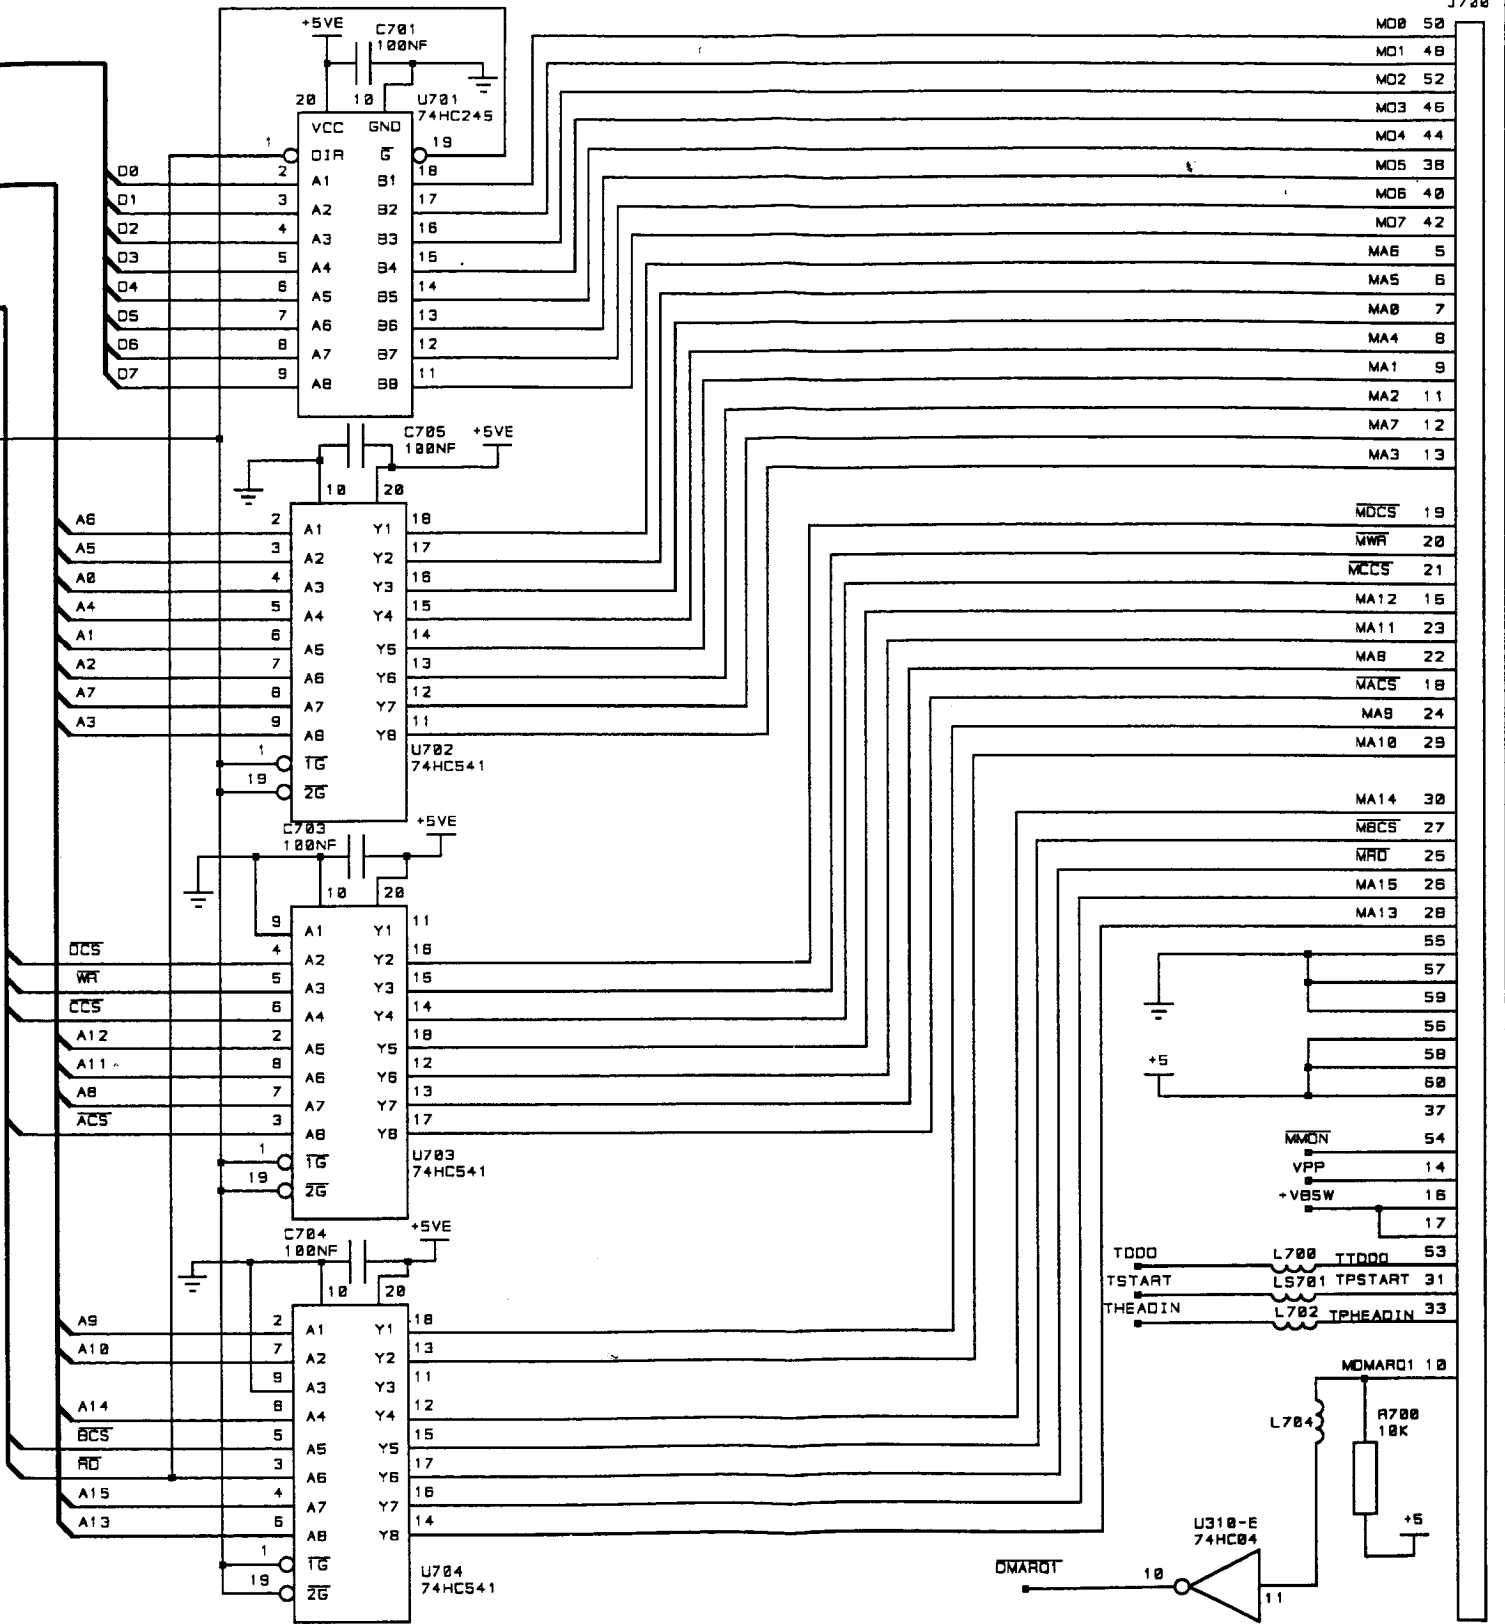 J700
+5VE
C701
100NF
20 10 U701
74HC245
VCC GND
1 DIR G 19
D0 2 A1 B1 18
D1 3 A2 B2 17
D2 4 A3 B3 16
D3 5 A4 B4 15
D4 6 A5 B5 14
D5 7 A6 B6 13
D6 8 A7 B7 12
D7 9 A8 B8 11
MD0 50
MD1 48
MD2 52
MD3 46
MD4 44
MD5 38
MD6 40
MD7 42
MA6 5
MA5 6
MA0 7
MA4 8
MA1 9
MA2 11
MA7 12
MA3 13
C705
100NF
+5VE
10 20
A6 2 A1 Y1 18
A5 3 A2 Y2 17
A0 4 A3 Y3 16
A4 5 A4 Y4 15
A1 6 A5 Y5 14
A2 7 A6 Y6 13
A7 8 A7 Y7 12
A3 9 A8 Y8 11
1 1G
19 2G
U702
74HC541
MDCS 19
MWR 20
MCCS 21
MA12 15
MA11 23
MA8 22
MACS 18
MA9 24
MA10 29
MA14 30
MBCS 27
MRD 25
MA15 26
MA13 28
55
57
59
56
58
60
37
C703
100NF
+5VE
10 20
9 A1 Y1 11
DCS 4 A2 Y2 16
WR 5 A3 Y3 15
CCS 6 A4 Y4 14
A12 2 A5 Y5 18
A11 8 A6 Y6 12
A8 7 A7 Y7 13
ACS 3 A8 Y8 17
1 1G
19 2G
U703
74HC541
+5
MMON 54
VPP 14
+VBSW 16
17
TDDD L700 TTDDD 53
TSTART LS701 TPSTART 31
THEADIN L702 TPHEADIN 33
C704
100NF
+5VE
10 20
A9 2 A1 Y1 18
A10 7 A2 Y2 13
9 A3 Y3 11
A14 8 A4 Y4 12
BCS 5 A5 Y5 15
RD 3 A6 Y6 17
A15 4 A7 Y7 16
A13 6 A8 Y8 14
1 1G
19 2G
U704
74HC541
MDMARQ1 10
L704
R700
10K
+5
U310-E
74HC04
DMARQ1 10
11